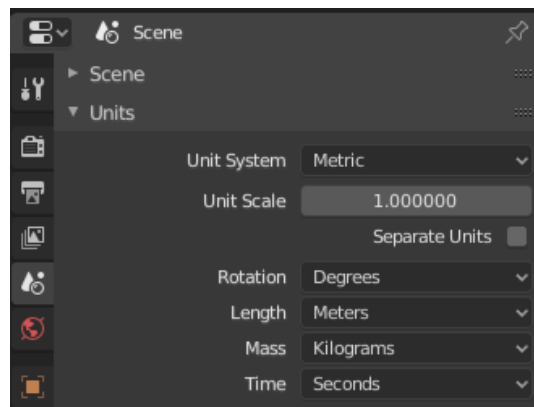 Scene
Scene
Units
Unit System Metric
Unit Scale 1.000000
Separate Units
Rotation Degrees
Length Meters
Mass Kilograms
Time Seconds